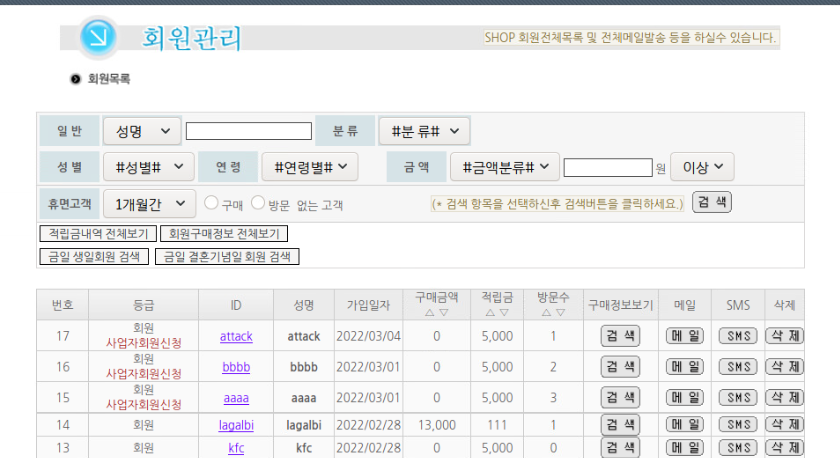 회원관리
SHOP 회원전체목록 및 전체메일발송 등을 하실수 있습니다.
회원목록
일 반 성명 분 류 #분 류#
성 별 #성별# 연 령 #연령별# 금 액 #금액분류# 원 이상
휴면고객 1개월간 구매 방문 없는 고객 (* 검색 항목을 선택하신후 검색버튼을 클릭하세요.) 검 색
적립금내역 전체보기 회원구매정보 전체보기
금일 생일회원 검색 금일 결혼기념일 회원 검색
번호 등급 ID 성명 가입일자 구매금액 △ ▽ 적립금 △ ▽ 방문수 △ ▽ 구매정보보기 메일 SMS 삭제
17 회원 사업자회원신청 attack attack 2022/03/04 0 5,000 1 검 색 메 일 SMS 삭 제
16 회원 사업자회원신청 bbbb bbbb 2022/03/01 0 5,000 2 검 색 메 일 SMS 삭 제
15 회원 사업자회원신청 aaaa aaaa 2022/03/01 0 5,000 3 검 색 메 일 SMS 삭 제
14 회원 lagalbi lagalbi 2022/02/28 13,000 111 1 검 색 메 일 SMS 삭 제
13 회원 kfc kfc 2022/02/28 0 5,000 0 검 색 메 일 SMS 삭 제